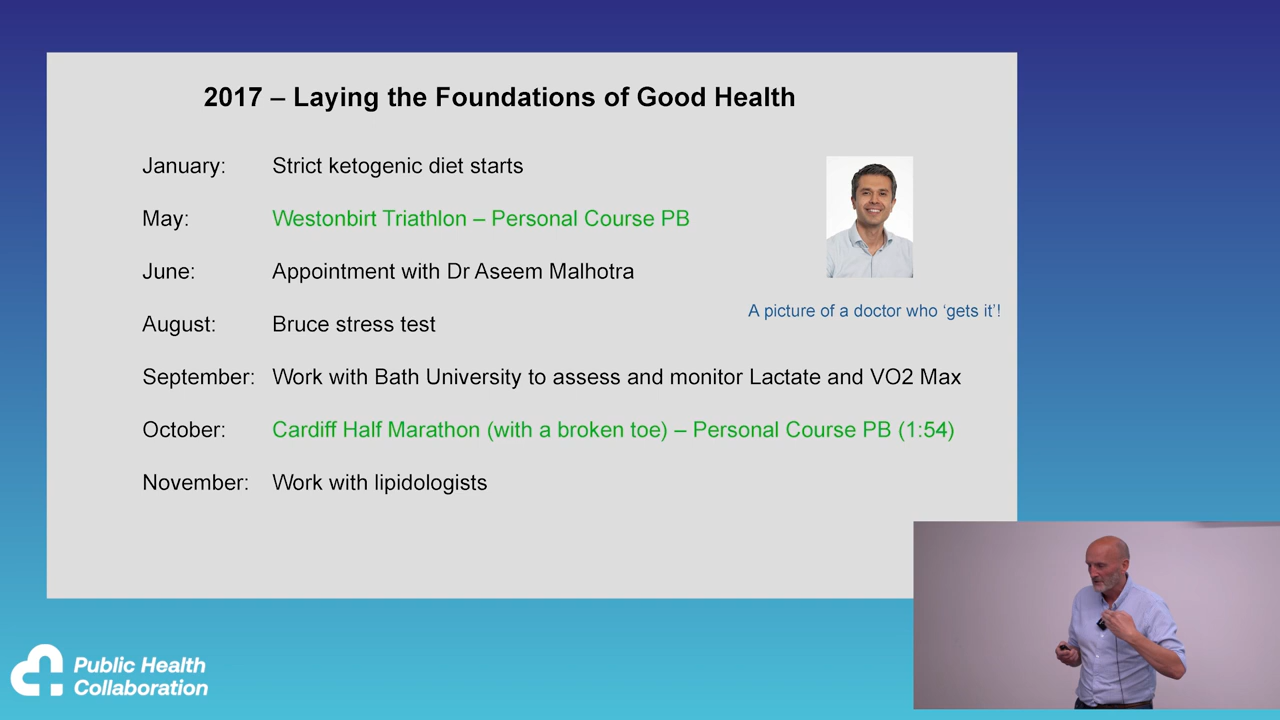 2017 – Laying the Foundations of Good Health
January: Strict ketogenic diet starts
May: Westonbirt Triathlon – Personal Course PB
June: Appointment with Dr Aseem Malhotra
A picture of a doctor who ‘gets it’!
August: Bruce stress test
September: Work with Bath University to assess and monitor Lactate and VO2 Max
October: Cardiff Half Marathon (with a broken toe) – Personal Course PB (1:54)
November: Work with lipidologists
Public Health
Collaboration